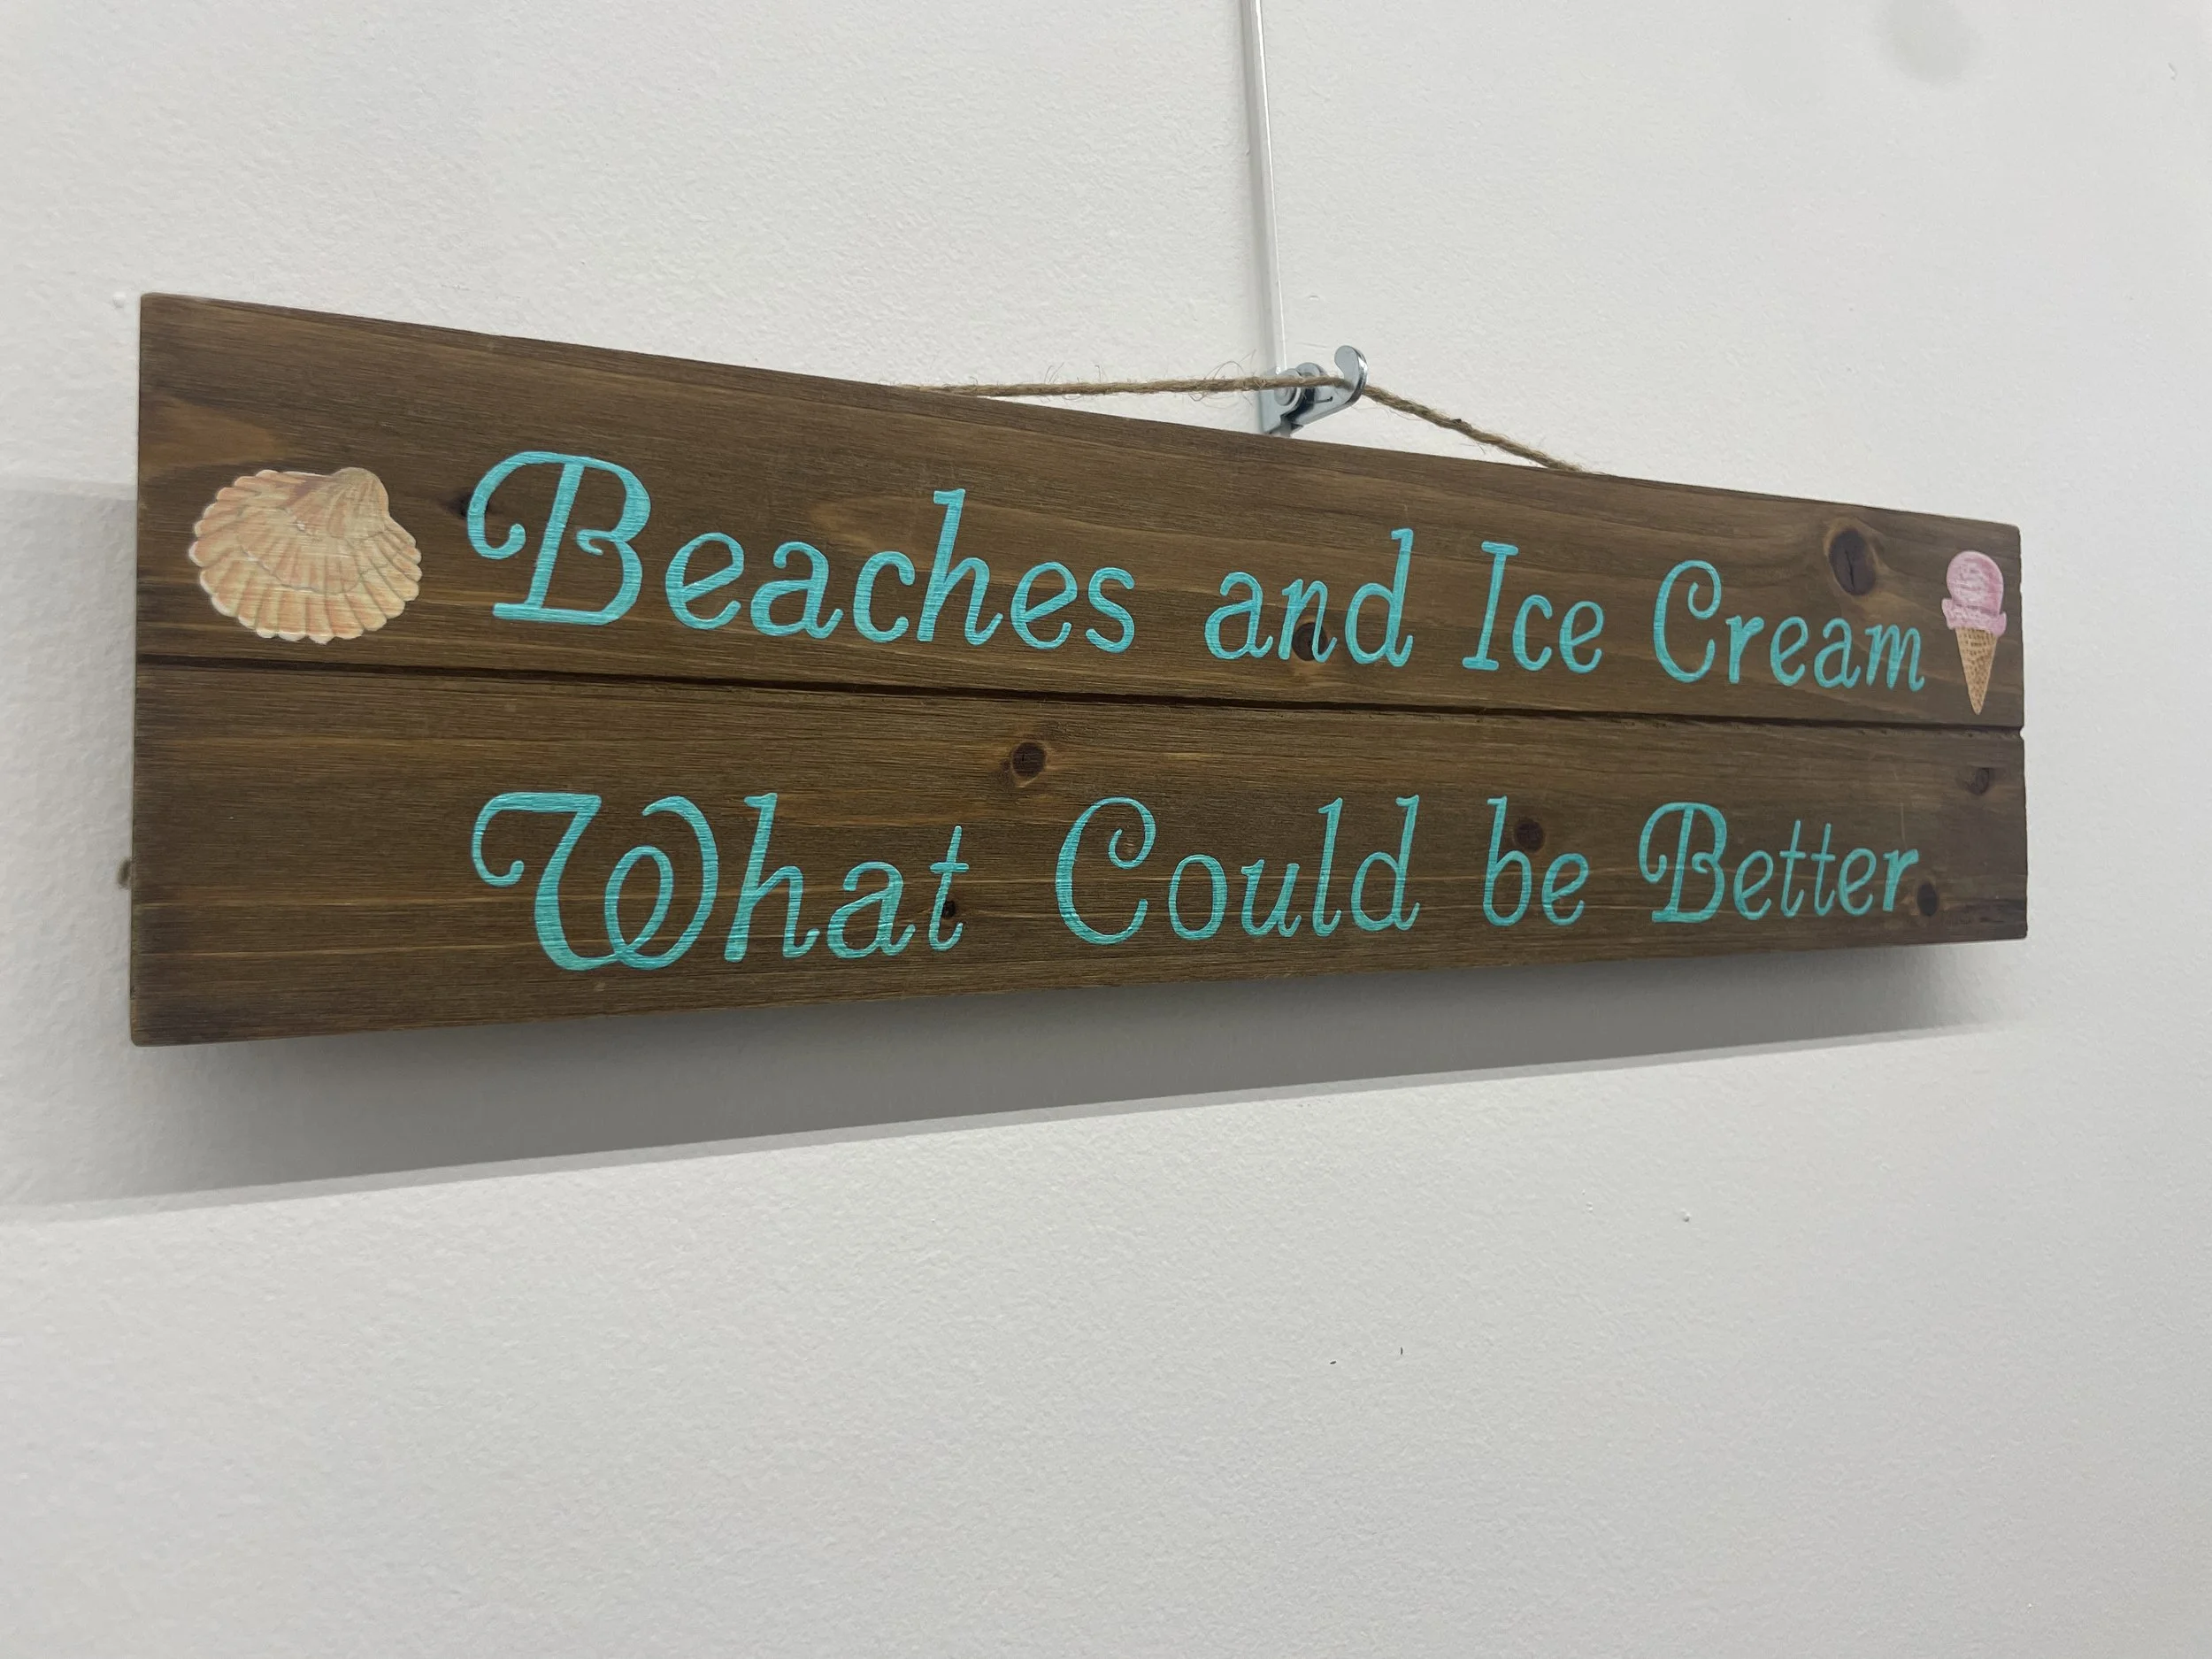 Beaches and Ice Cream
What Could be Better